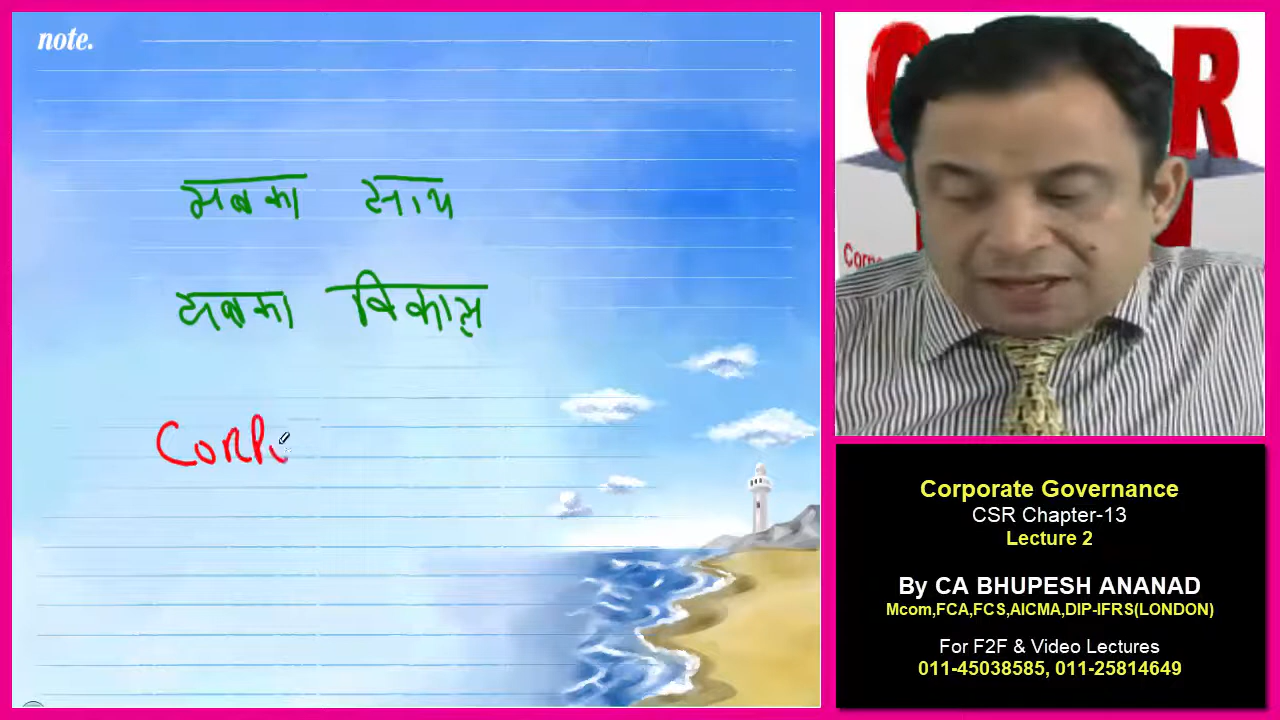 note.
सबका साथ
सबका विकास
CORP
Corpo
Corporate Governance
CSR Chapter-13
Lecture 2
By CA BHUPESH ANANAD
Mcom,FCA,FCS,AICMA,DIP-IFRS(LONDON)
For F2F & Video Lectures
011-45038585, 011-25814649